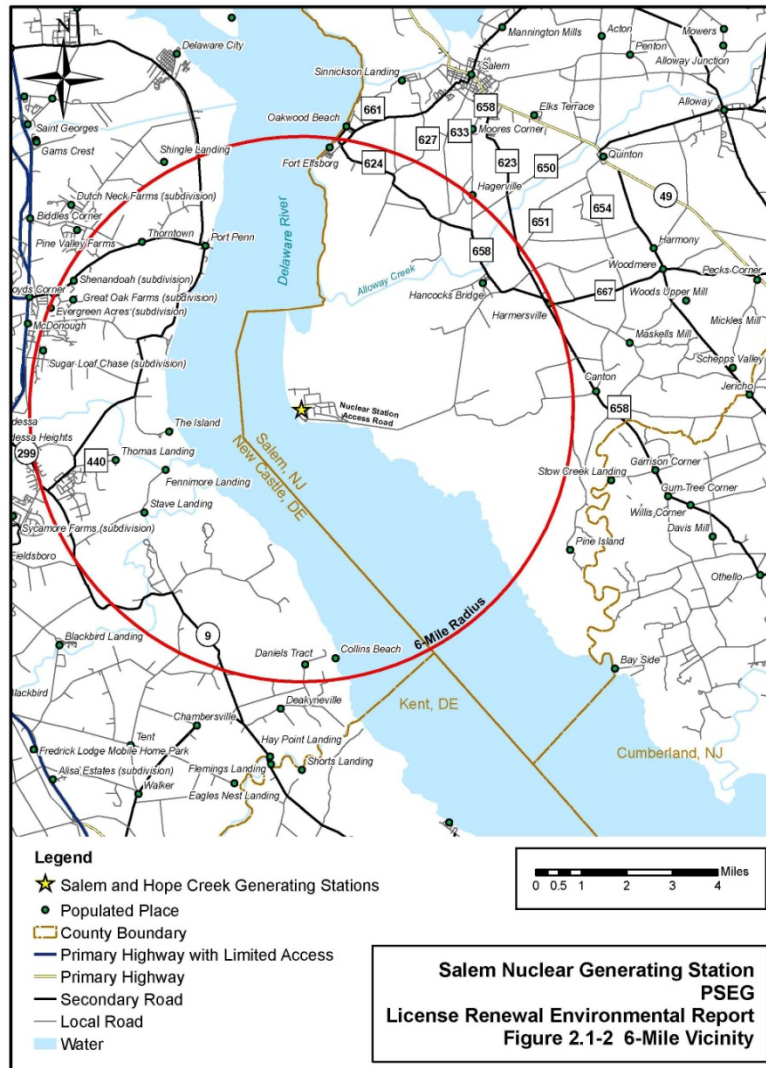 N
Delaware City
Mannington Mills
Acton
Mowers
Penton
Alloway Junction
Sinnickson Landing
Salem
658
661
Elks Terrace
Alloway
Oakwood Beach
627
633
Moores Corner
Saint Georges
Gams Crest
Shingle Landing
Fort Elfsborg
624
623
650
Quinton
Hagerville
49
Dutch Neck Farms (subdivision)
Biddles Corner
651
654
Pine Valley Farms
Thorntown
Port Penn
Delaware River
658
Harmony
Woodmere
Pecks Corner
Shenandoah (subdivision)
Alloway Creek
oyds Corner
Great Oak Farms (subdivision)
Hancocks Bridge
667
Woods Upper Mill
Evergreen Acres (subdivision)
Harmersville
McDonough
Mickles Mill
Sugar Loaf Chase (subdivision)
Maskells Mill
Schepps Valley
Canton
Jericho
Nuclear Station
Access Road
658
dessa
The Island
dessa Heights
299
440
Thomas Landing
Salem, NJ
New Castle, DE
Garrison Corner
Fennimore Landing
Stow Creek Landing
Gum-Tree Corner
Stave Landing
Willis Corner
Sycamore Farms (subdivision)
Davis Mill
Fieldsboro
Pine Island
Othello
6-Mile Radius
9
Blackbird Landing
Daniels Tract
Collins Beach
Bay Side
Blackbird
Kent, DE
Deakyneville
Chambersville
Cumberland, NJ
Tent
Hay Point Landing
Fredrick Lodge Mobile Home Park
Flemings Landing
Shorts Landing
Alisa Estates (subdivision)
Walker
Eagles Nest Landing
Legend
Salem and Hope Creek Generating Stations
Populated Place
County Boundary
Primary Highway with Limited Access
Primary Highway
Secondary Road
Local Road
Water
Miles
0 0.5 1 2 3 4
Salem Nuclear Generating Station
PSEG
License Renewal Environmental Report
Figure 2.1-2 6-Mile Vicinity